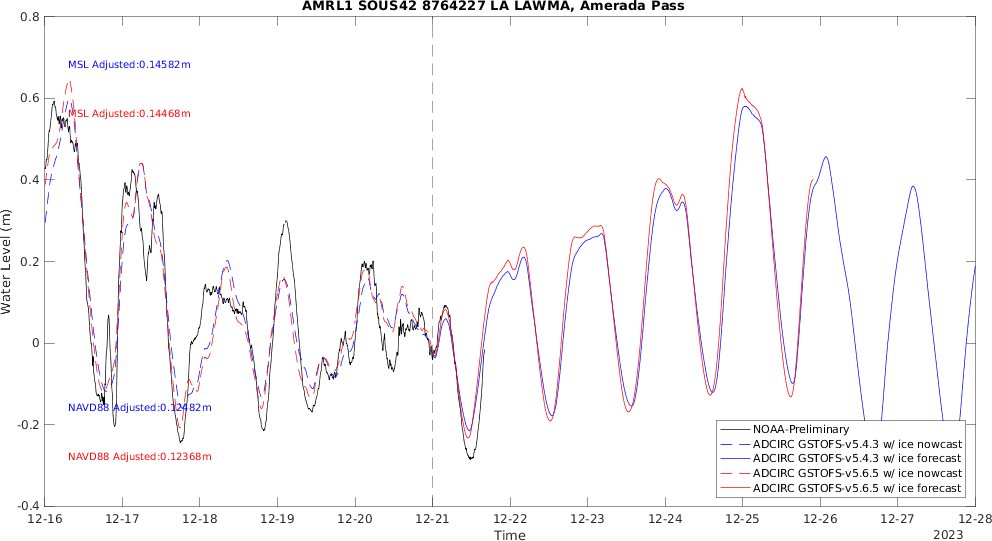 AMRL1 SOUS42 8764227 LA LAWMA, Amerada Pass
0.8
0.6
0.4
0.2
0
-0.2
-0.4
Water Level (m)
MSL Adjusted:0.14582m
MSL Adjusted:0.14468m
NAVD88 Adjusted:0.12482m
NAVD88 Adjusted:0.12368m
NOAA-Preliminary
ADCIRC GSTOFS-v5.4.3 w/ ice nowcast
ADCIRC GSTOFS-v5.4.3 w/ ice forecast
ADCIRC GSTOFS-v5.6.5 w/ ice nowcast
ADCIRC GSTOFS-v5.6.5 w/ ice forecast
12-16 12-17 12-18 12-19 12-20 12-21 12-22 12-23 12-24 12-25 12-26 12-27 12-28
Time
2023